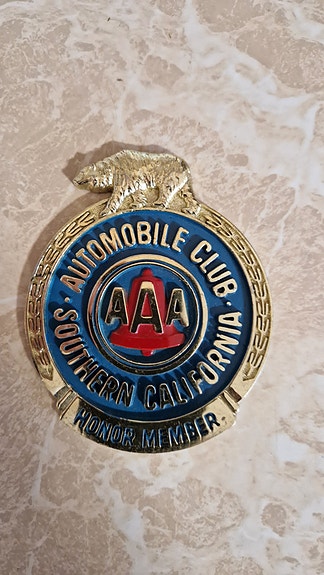 AUTOMOBILE CLUB
AAA
SOUTHERN CALIFORNIA
HONOR MEMBER